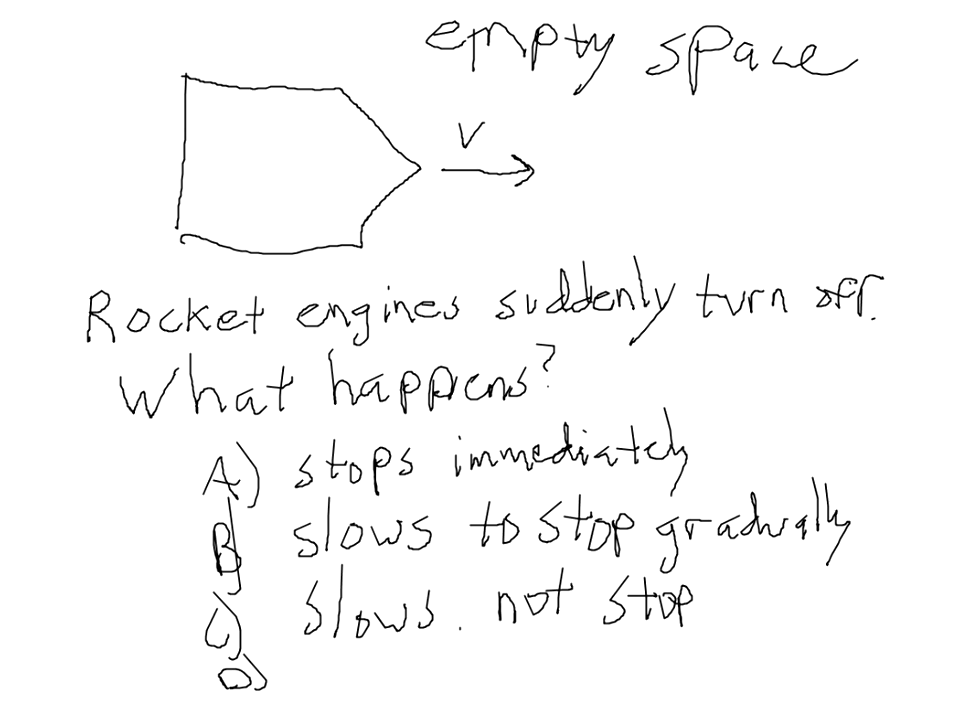 empty space
V
Rocket engines suddenly turn off.
What happens?
A) stops immediately
B) slows to stop gradually
C) slows. not stop
D)